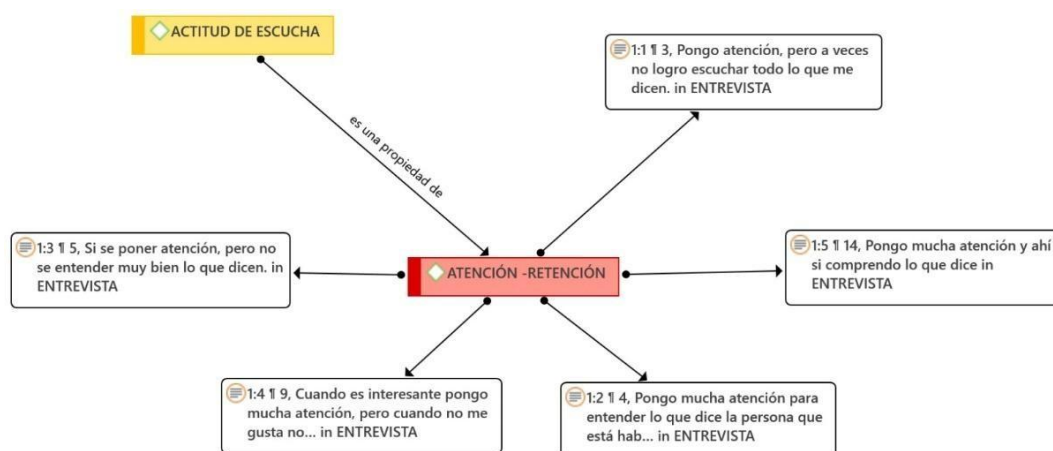 ACTITUD DE ESCUCHA
1:1 ¶ 3, Pongo atención, pero a veces
no logro escuchar todo lo que me
dicen. in ENTREVISTA
es una propiedad de
1:3 ¶ 5, Si se poner atención, pero no
se entender muy bien lo que dicen. in
ENTREVISTA
ATENCIÓN -RETENCIÓN
1:5 ¶ 14, Pongo mucha atención y ahí
si comprendo lo que dice in
ENTREVISTA
1:4 ¶ 9, Cuando es interesante pongo
mucha atención, pero cuando no me
gusta no... in ENTREVISTA
1:2 ¶ 4, Pongo mucha atención para
entender lo que dice la persona que
está hab... in ENTREVISTA